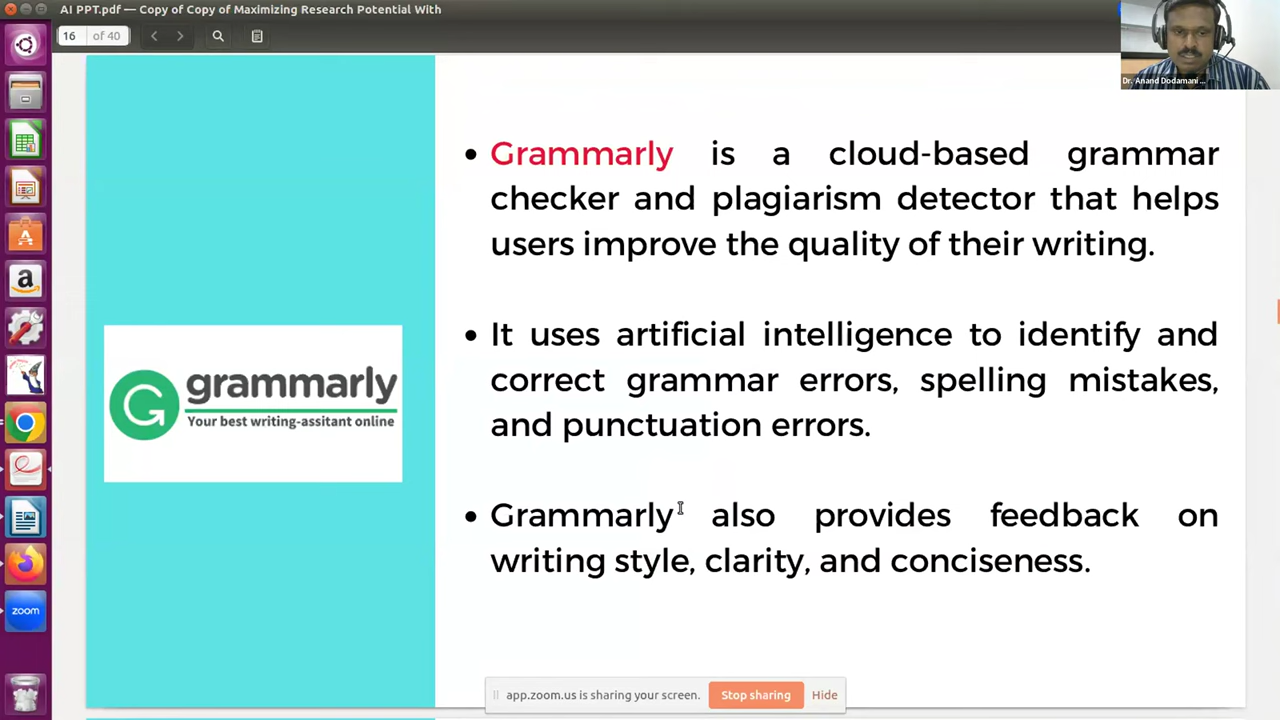 AI PPT.pdf — Copy of Copy of Maximizing Research Potential With
16 of 40
Dr. Anand Dodamani ...
• Grammarly is a cloud-based grammar
checker and plagiarism detector that helps
users improve the quality of their writing.
• It uses artificial intelligence to identify and
correct grammar errors, spelling mistakes,
and punctuation errors.
• Grammarly also provides feedback on
writing style, clarity, and conciseness.
grammarly
Your best writing-assitant online
zoom
app.zoom.us is sharing your screen. Stop sharing Hide